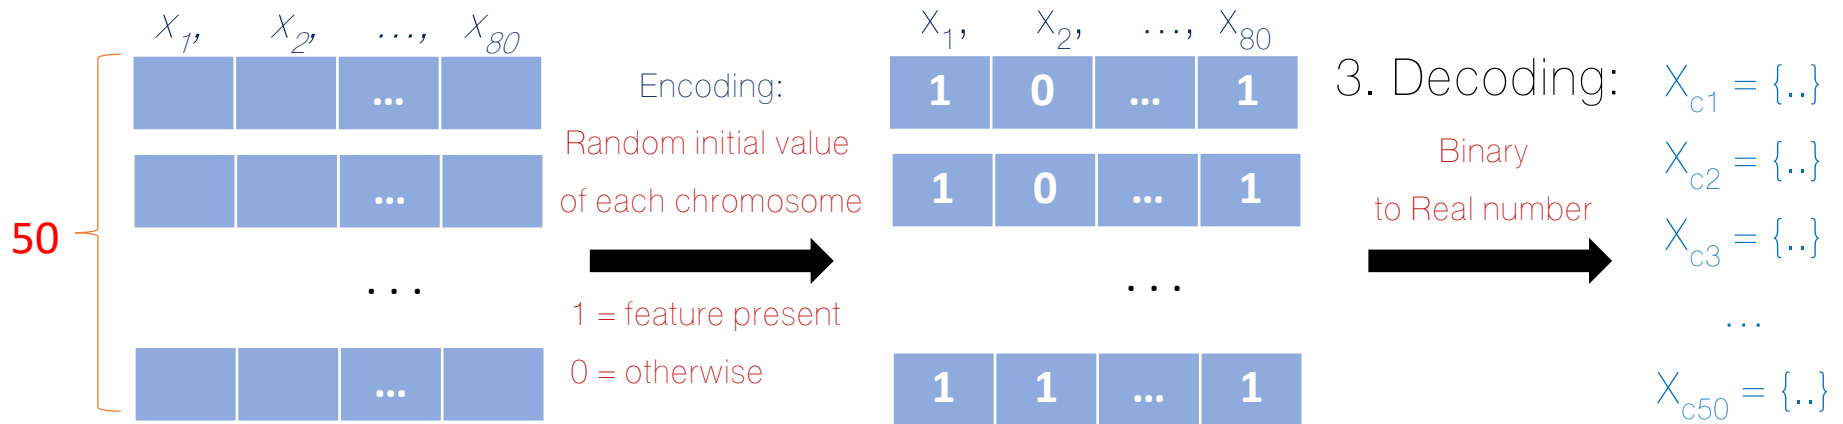 X1, X2, ..., X80
...
...
50
...
...
Encoding:
Random initial value
of each chromosome
1 = feature present
0 = otherwise
X1, X2, ..., X80
1 0 ... 1
1 0 ... 1
...
1 1 ... 1
3. Decoding:
Binary
to Real number
Xc1 = {..}
Xc2 = {..}
Xc3 = {..}
...
Xc50 = {..}